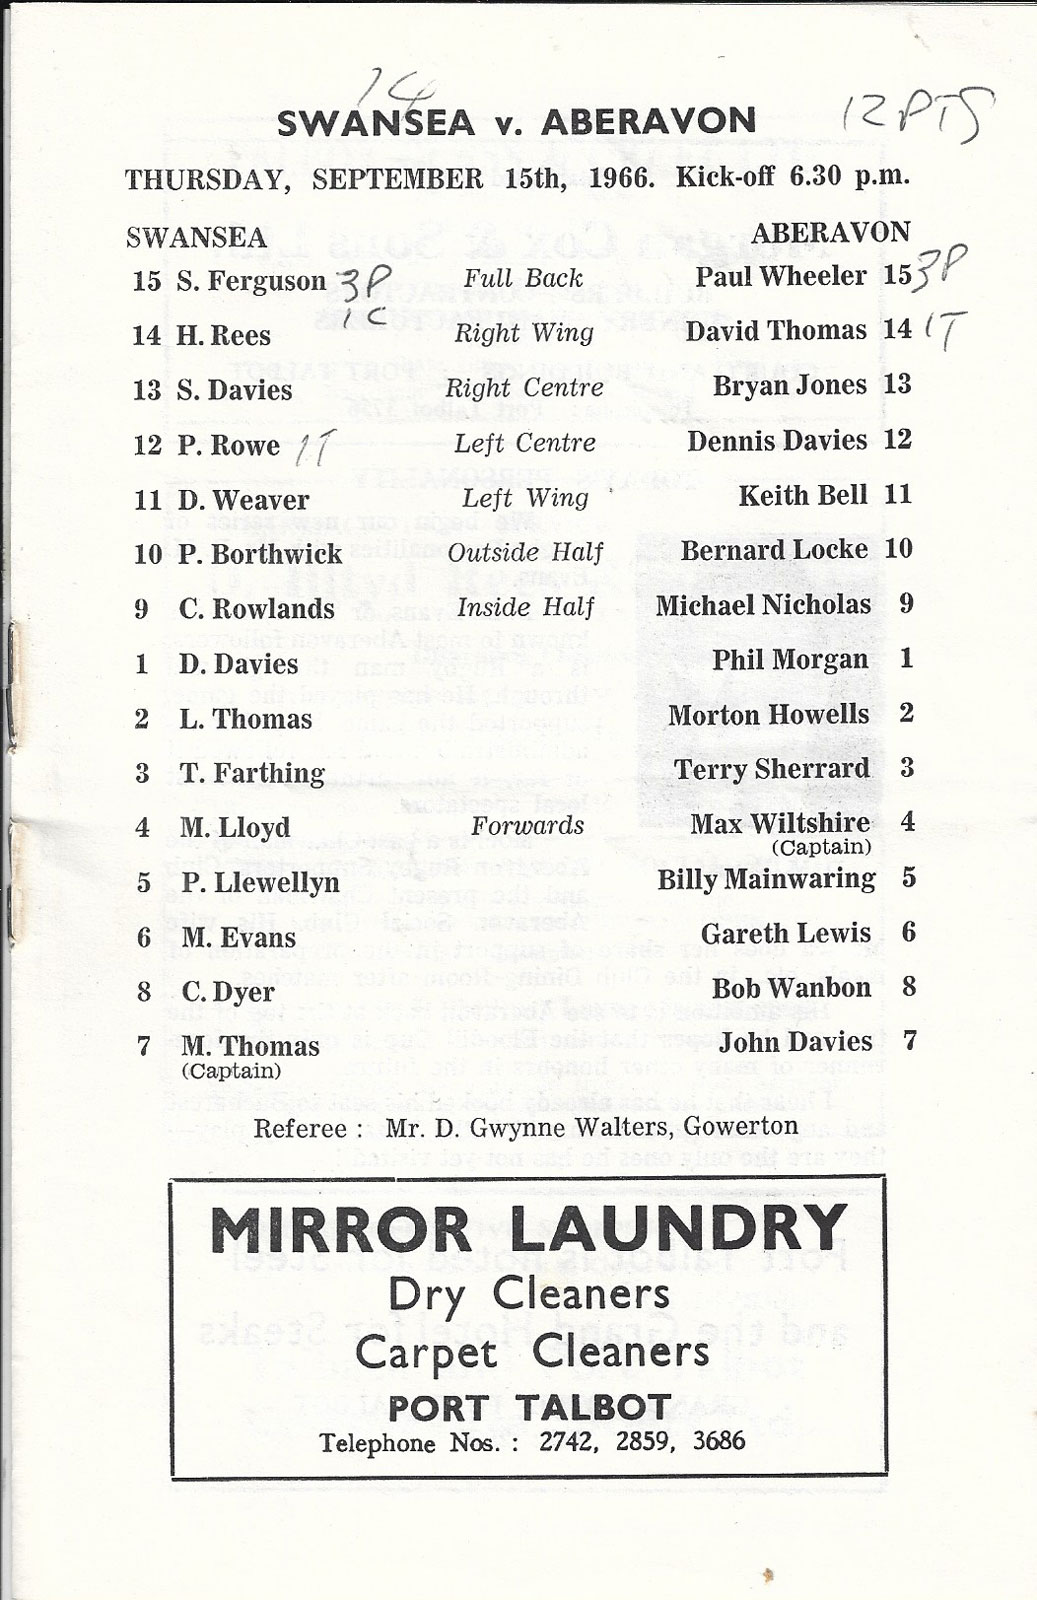 14
SWANSEA v. ABERAVON 12 PTS
THURSDAY, SEPTEMBER 15th, 1966. Kick-off 6.30 p.m.
SWANSEA ABERAVON
15 S. Ferguson 3P 1C Full Back Paul Wheeler 15 3P
14 H. Rees Right Wing David Thomas 14 1T
13 S. Davies Right Centre Bryan Jones 13
12 P. Rowe 1T Left Centre Dennis Davies 12
11 D. Weaver Left Wing Keith Bell 11
10 P. Borthwick Outside Half Bernard Locke 10
9 C. Rowlands Inside Half Michael Nicholas 9
1 D. Davies Phil Morgan 1
2 L. Thomas Morton Howells 2
3 T. Farthing Terry Sherrard 3
4 M. Lloyd Forwards Max Wiltshire 4
(Captain)
5 P. Llewellyn Billy Mainwaring 5
6 M. Evans Gareth Lewis 6
8 C. Dyer Bob Wanbon 8
7 M. Thomas John Davies 7
(Captain)
Referee : Mr. D. Gwynne Walters, Gowerton
MIRROR LAUNDRY
Dry Cleaners
Carpet Cleaners
PORT TALBOT
Telephone Nos. : 2742, 2859, 3686